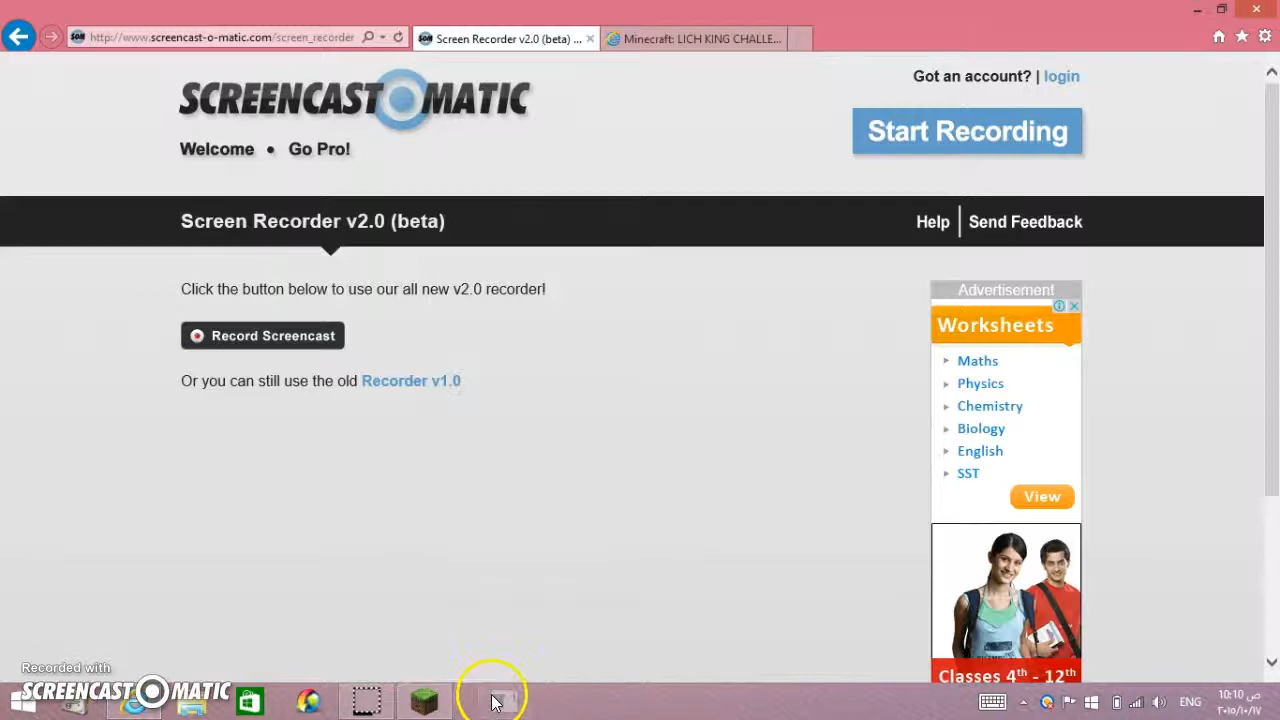 http://www.screencast-o-matic.com/screen_recorder
Screen Recorder v2.0 (beta) ...
Minecraft: LICH KING CHALLE...
SCREENCAST MATIC
Got an account? | login
Start Recording
Welcome • Go Pro!
Screen Recorder v2.0 (beta)
Help
Send Feedback
Click the button below to use our all new v2.0 recorder!
Record Screencast
Or you can still use the old Recorder v1.0
Advertisement
Worksheets
Maths
Physics
Chemistry
Biology
English
SST
View
Classes 4th - 12th
Recorded with
SCREENCAST MATIC
ENG
ص 10:10
٢٠١٥/١٠/١٧